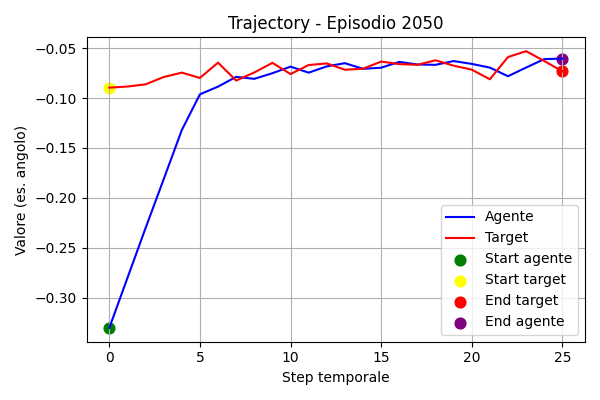 Trajectory - Episodio 2050
Valore (es. angolo)
−0.05
−0.10
−0.15
−0.20
−0.25
−0.30
0
5
10
15
20
25
Step temporale
Agente
Target
Start agente
Start target
End target
End agente